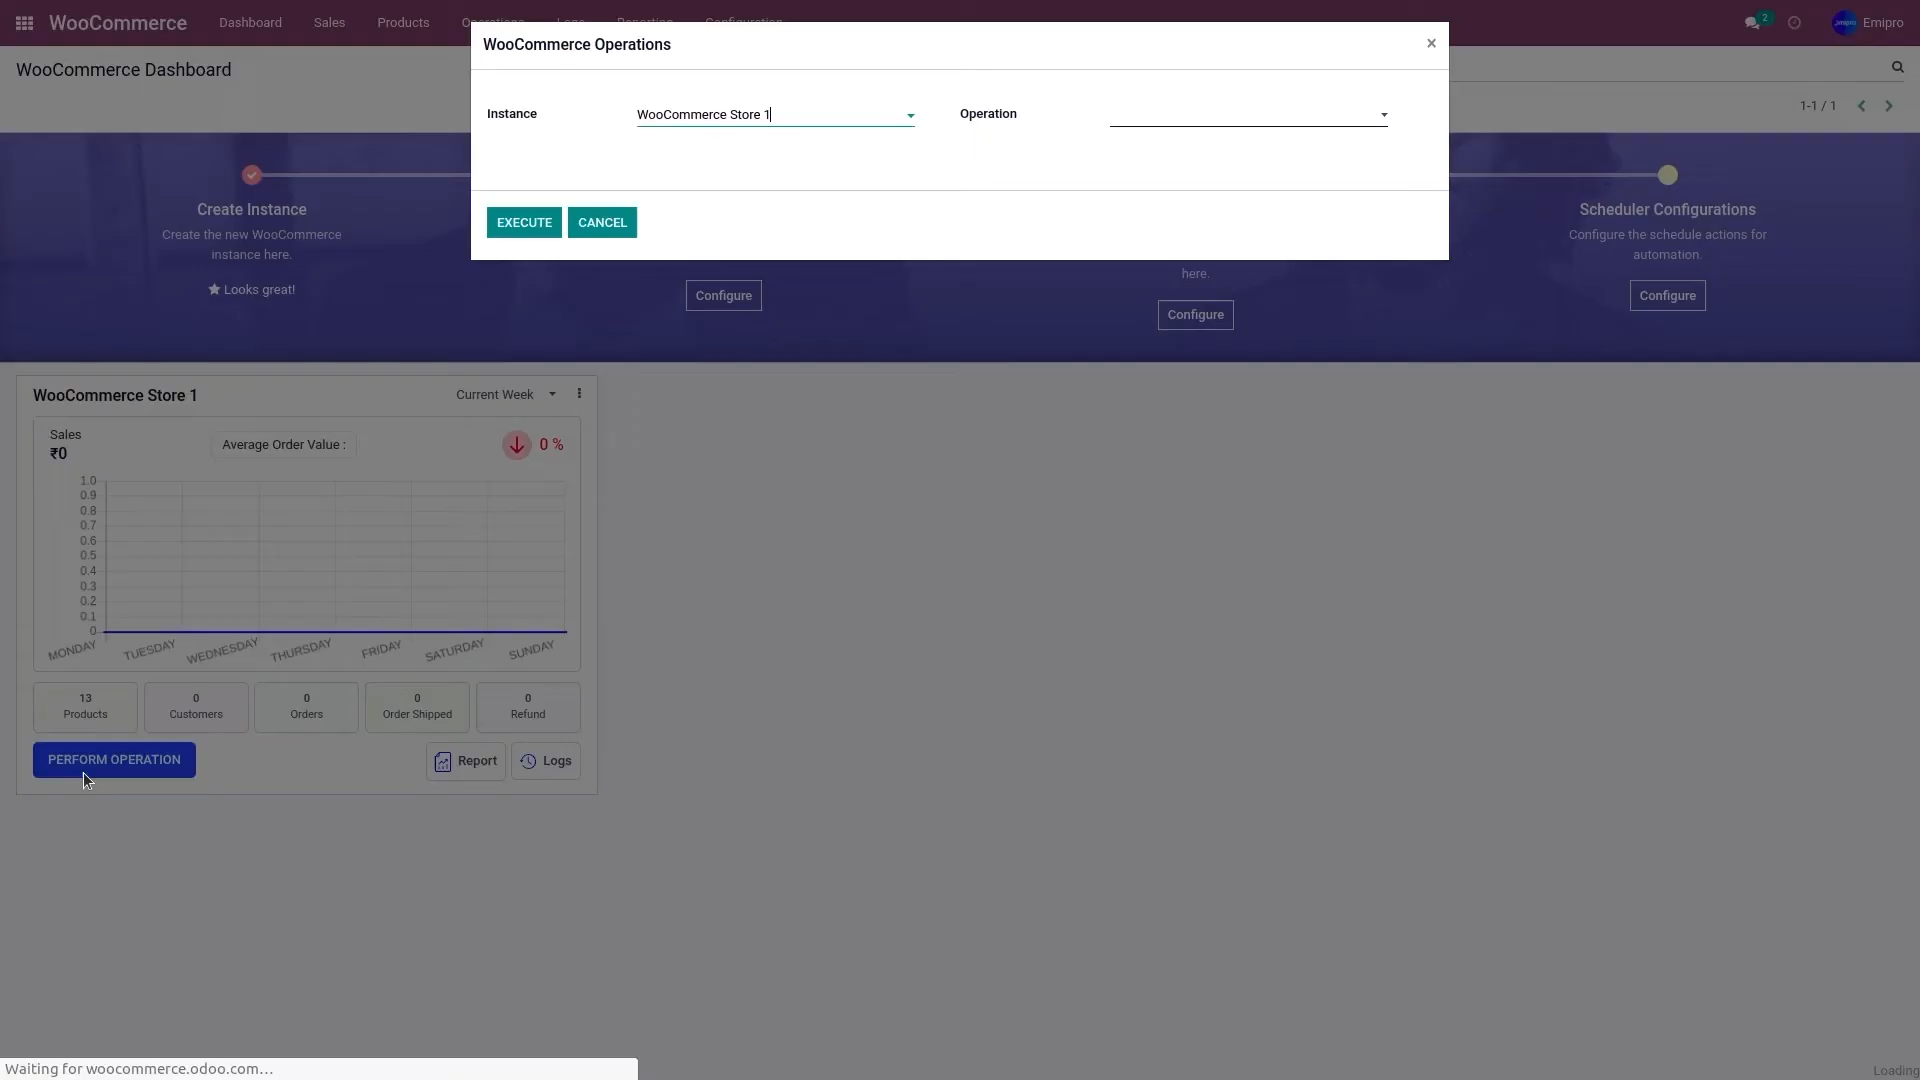 WooCommerce Dashboard Sales Products Operations Logs Reporting Configuration 2 Emipro
WooCommerce Operations ×
WooCommerce Dashboard
1-1 / 1
Instance WooCommerce Store 1 Operation
EXECUTE CANCEL
Create Instance
Create the new WooCommerce
instance here.
Looks great!
Configure
here.
Configure
Scheduler Configurations
Configure the schedule actions for
automation.
Configure
WooCommerce Store 1 Current Week
Sales
₹0
Average Order Value :
0 %
1.0
0.9
0.8
0.7
0.6
0.5
0.4
0.3
0.2
0.1
0
MONDAY TUESDAY WEDNESDAY THURSDAY FRIDAY SATURDAY SUNDAY
13 0 0 0 0
Products Customers Orders Order Shipped Refund
PERFORM OPERATION Report Logs
Waiting for woocommerce.odoo.com...
Loading